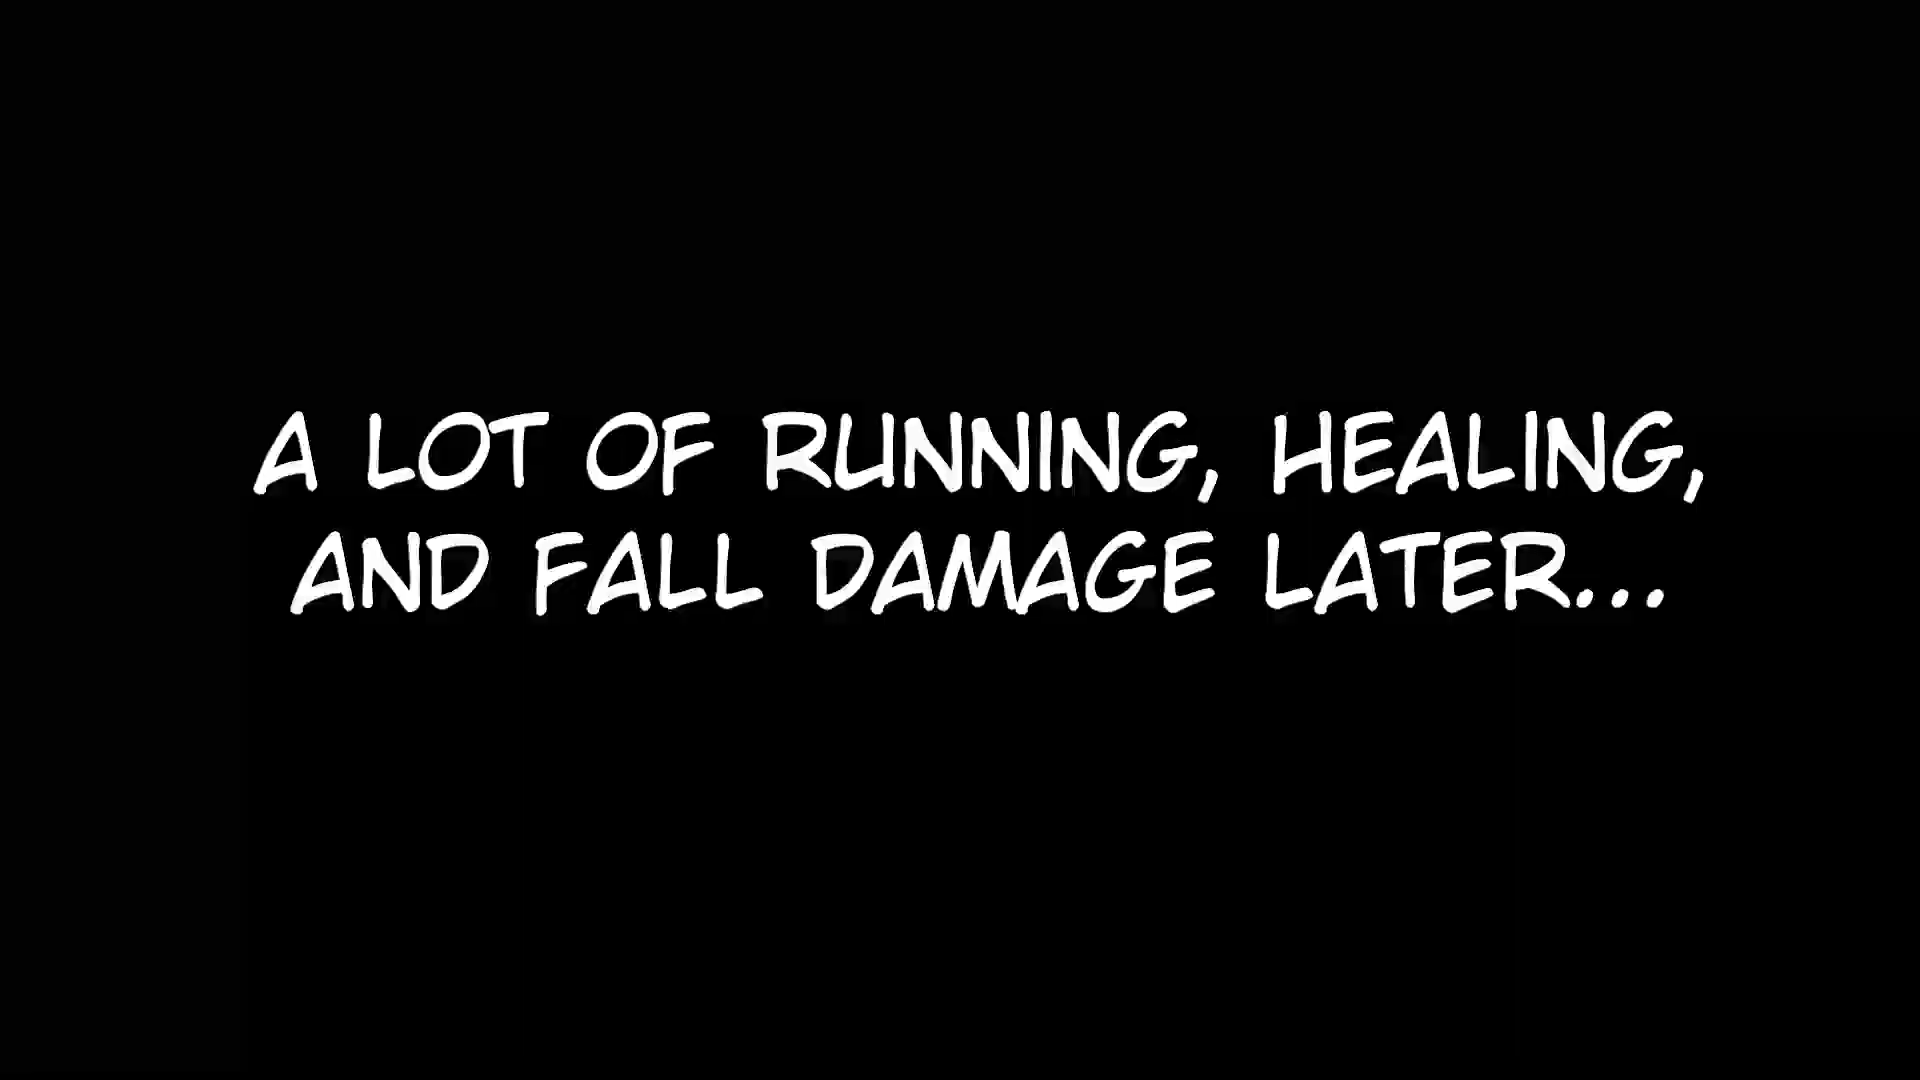 A LOT OF RUNNING, HEALING,
AND FALL DAMAGE LATER...